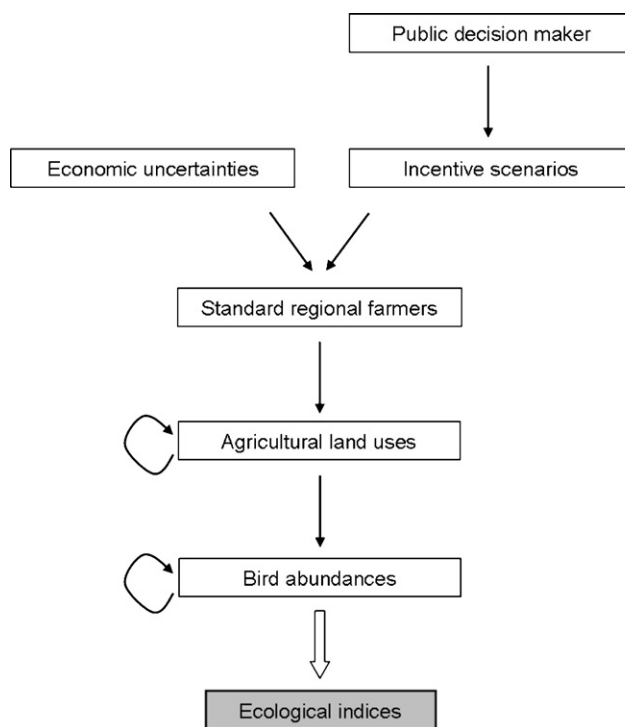 Public decision maker
Economic uncertainties
Incentive scenarios
Standard regional farmers
Agricultural land uses
Bird abundances
Ecological indices